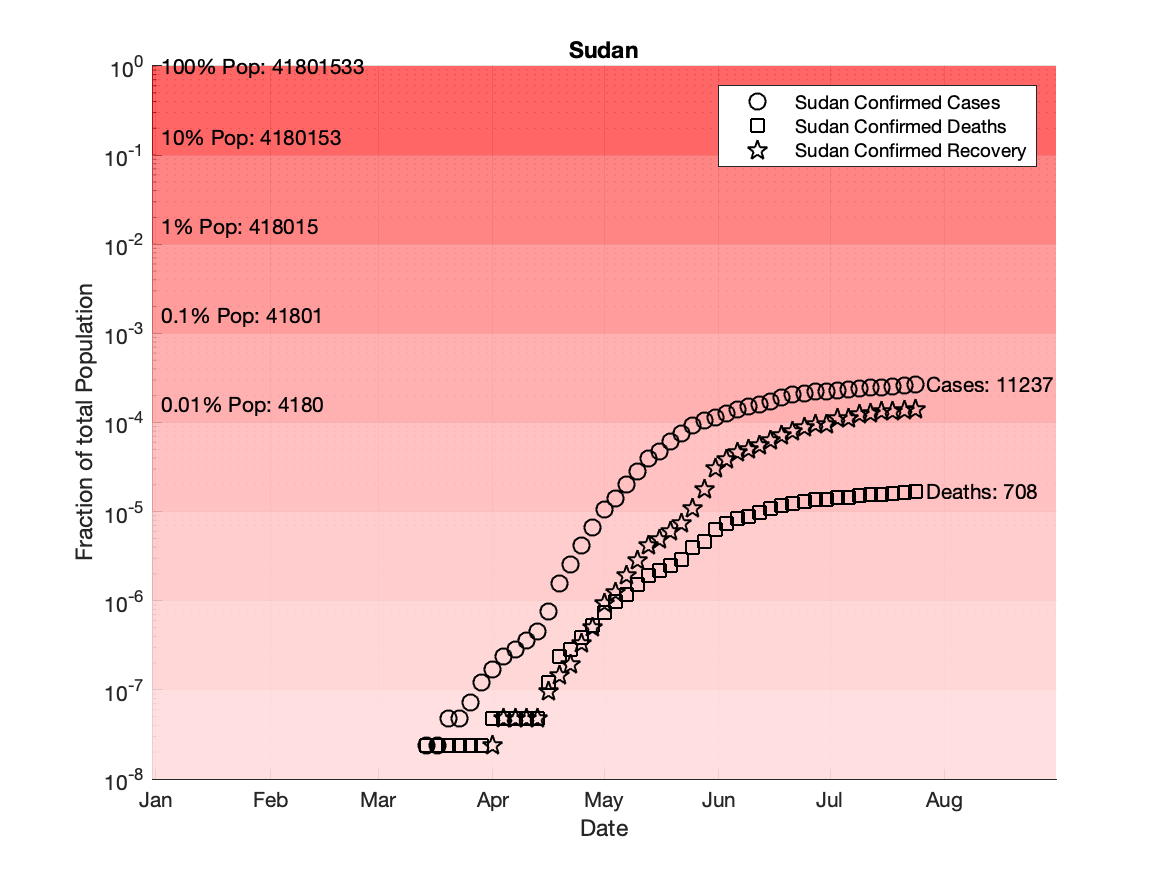 Sudan
10^0
100% Pop: 41801533
Sudan Confirmed Cases
Sudan Confirmed Deaths
Sudan Confirmed Recovery
10% Pop: 4180153
10^-1
1% Pop: 418015
10^-2
0.1% Pop: 41801
10^-3
Cases: 11237
0.01% Pop: 4180
10^-4
Deaths: 708
10^-5
10^-6
10^-7
10^-8
Fraction of total Population
Jan Feb Mar Apr May Jun Jul Aug
Date